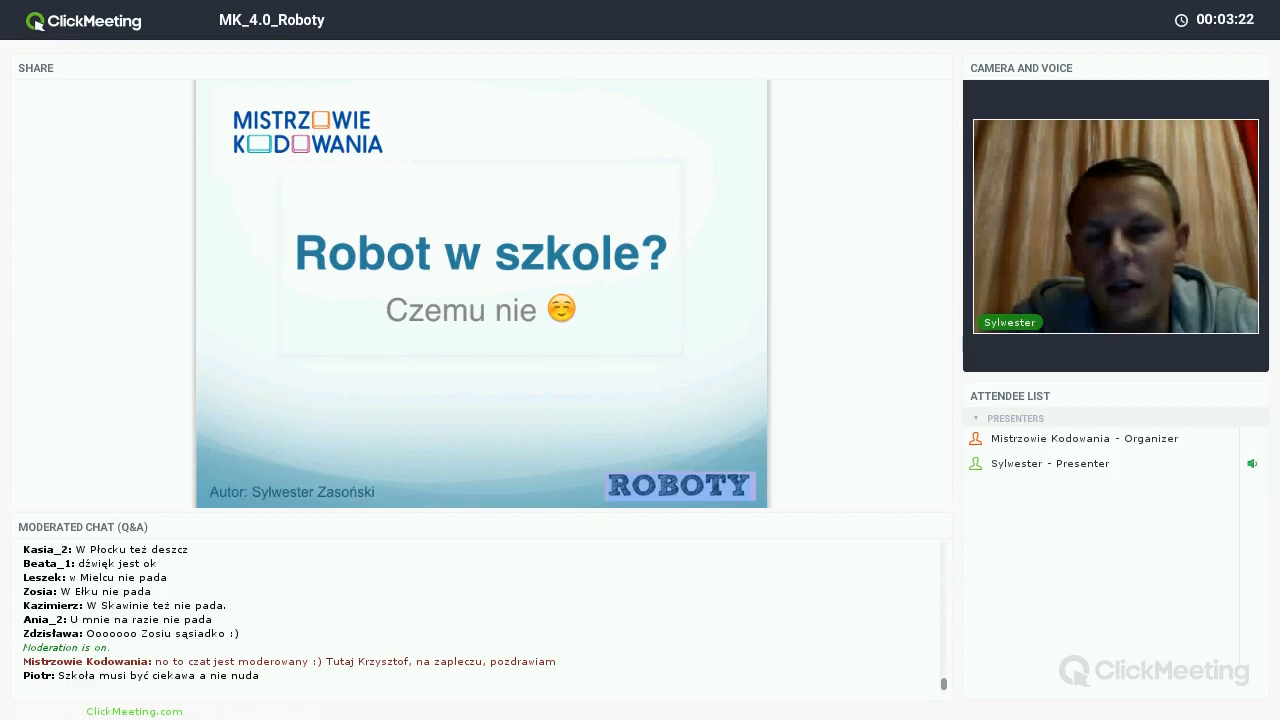 ClickMeeting
MK_4.0_Roboty
00:03:22
SHARE
MISTRZOWIE
KODOWANIA
Robot w szkole?
Czemu nie ☺️
Autor: Sylwester Zasoński
ROBOTY
CAMERA AND VOICE
Sylwester
ATTENDEE LIST
PRESENTERS
Mistrzowie Kodowania - Organizer
Sylwester - Presenter
MODERATED CHAT (Q&A)
Kasia_2: W Płocku też deszcz
Beata_1: dźwięk jest ok
Leszek: w Mielcu nie pada
Zosia: W Ełku nie pada
Kazimierz: W Skawinie też nie pada.
Ania_2: U mnie na razie nie pada
Zdzisława: Ooooooo Zosiu sąsiadko :)
Moderation is on.
Mistrzowie Kodowania: no to czat jest moderowany :) Tutaj Krzysztof, na zapleczu, pozdrawiam
Piotr: Szkoła musi być ciekawa a nie nuda
ClickMeeting
ClickMeeting.com